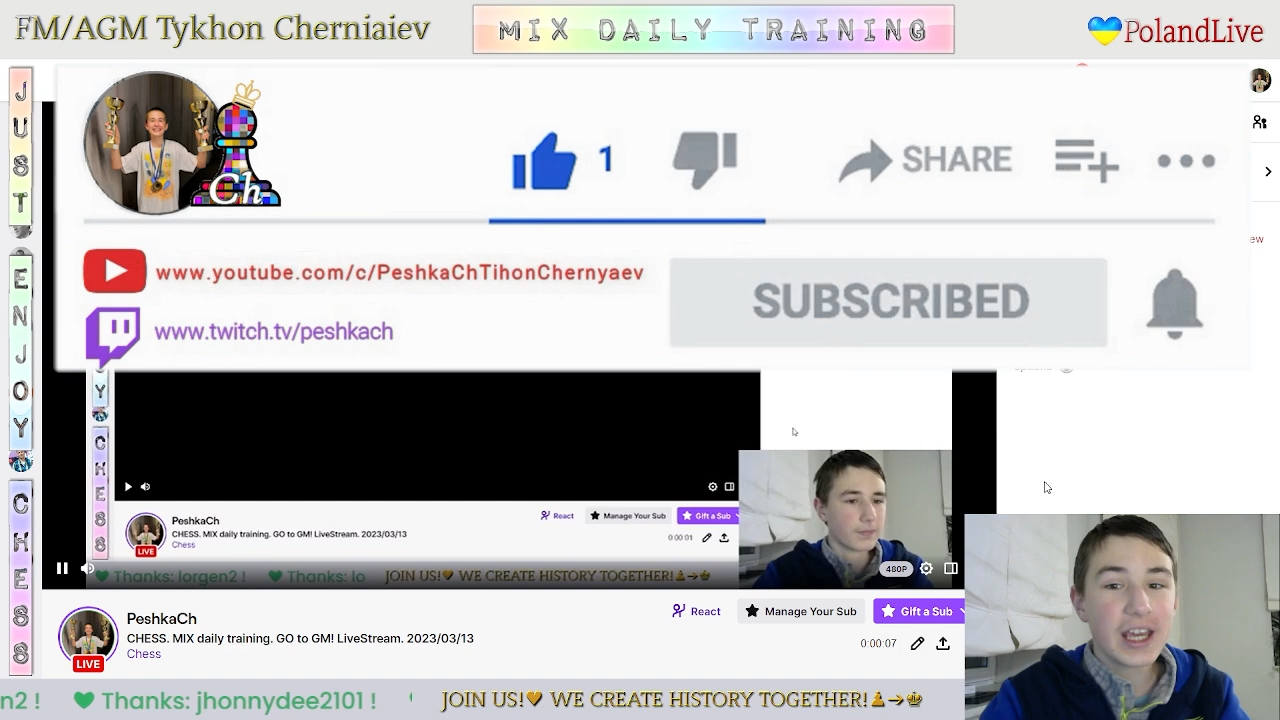 FM/AGM Tykhon Cherniaiev
MIX DAILY TRAINING
PolandLive
JUST
ENJOY
CHESS
Ch
1
SHARE
www.youtube.com/c/PeshkaChTihonChernyaev
SUBSCRIBED
www.twitch.tv/peshkach
ew
Y
CHESS
PeshkaCh
CHESS. MIX daily training. GO to GM! LiveStream. 2023/03/13
Chess
LIVE
React
Manage Your Sub
Gift a Sub
0:00:01
Thanks: lorgen2 !
Thanks: lo
JOIN US! WE CREATE HISTORY TOGETHER!
480P
PeshkaCh
CHESS. MIX daily training. GO to GM! LiveStream. 2023/03/13
Chess
LIVE
React
Manage Your Sub
Gift a Sub
0:00:07
n2 !
Thanks: jhonnydee2101 !
JOIN US! WE CREATE HISTORY TOGETHER!